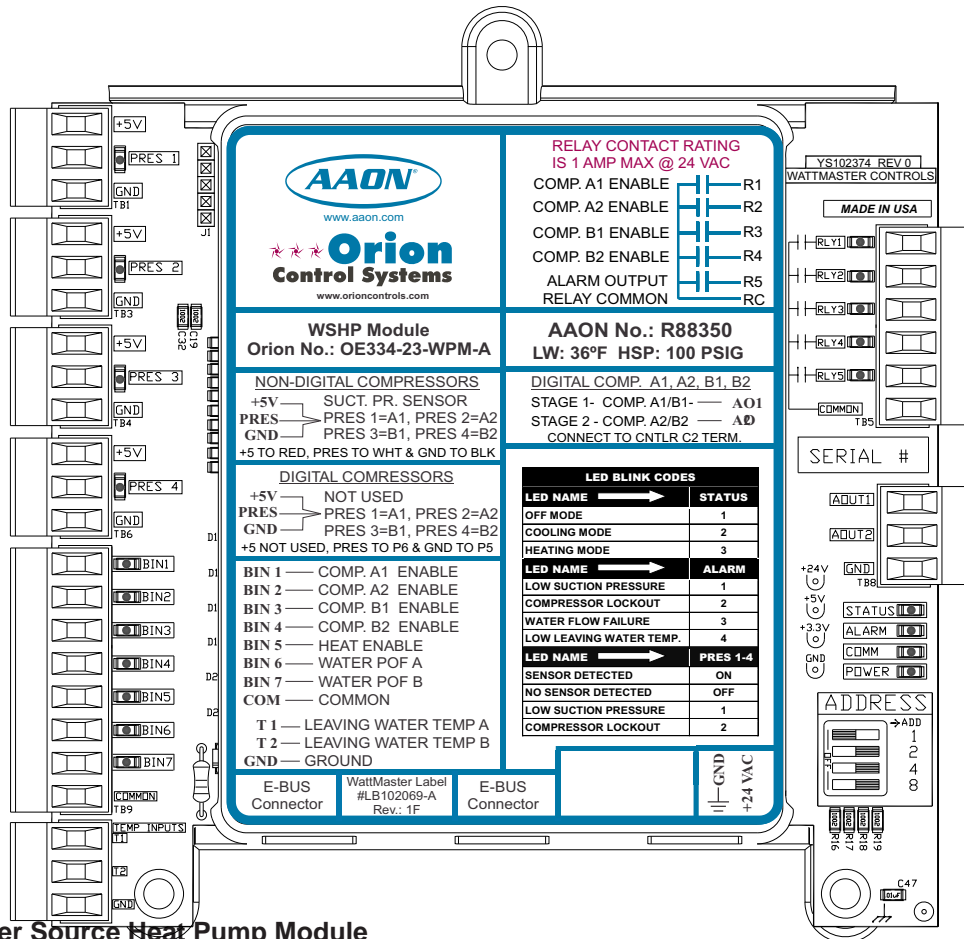 +5V
PRES 1
GND
TB1
J1
+5V
PRES 2
GND
TB3
1002
1002
C32
C19
+5V
PRES 3
GND
TB4
+5V
PRES 4
GND
TB6
D1
BIN1
D1
BIN2
D1
BIN3
D1
BIN4
D2
BIN5
D2
BIN6
BIN7
COMMON
TB9
TEMP INPUTS
T1
T2
GND
AAON®
www.aaon.com
Orion
Control Systems
www.orioncontrols.com
RELAY CONTACT RATING
IS 1 AMP MAX @ 24 VAC
COMP. A1 ENABLE R1
COMP. A2 ENABLE R2
COMP. B1 ENABLE R3
COMP. B2 ENABLE R4
ALARM OUTPUT R5
RELAY COMMON RC
WSHP Module
Orion No.: OE334-23-WPM-A
AAON No.: R88350
LW: 36ºF HSP: 100 PSIG
NON-DIGITAL COMPRESSORS
+5V SUCT. PR. SENSOR
PRES PRES 1=A1, PRES 2=A2
GND PRES 3=B1, PRES 4=B2
+5 TO RED, PRES TO WHT & GND TO BLK
DIGITAL COMP. A1, A2, B1, B2
STAGE 1- COMP. A1/B1- AO1
STAGE 2 - COMP. A2/B2
CONNECT TO CNTLR C2 TERM.
DIGITAL COMRESSORS
+5V NOT USED
PRES PRES 1=A1, PRES 2=A2
GND PRES 3=B1, PRES 4=B2
+5 NOT USED, PRES TO P6 & GND TO P5
BIN 1 COMP. A1 ENABLE
BIN 2 COMP. A2 ENABLE
BIN 3 COMP. B1 ENABLE
BIN 4 COMP. B2 ENABLE
BIN 5 HEAT ENABLE
BIN 6 WATER POF A
BIN 7 WATER POF B
COM COMMON
T 1 LEAVING WATER TEMP A
T 2 LEAVING WATER TEMP B
GND GROUND
LED BLINK CODES
LED NAME STATUS
OFF MODE 1
COOLING MODE 2
HEATING MODE 3
LED NAME ALARM
LOW SUCTION PRESSURE 1
COMPRESSOR LOCKOUT 2
WATER FLOW FAILURE 3
LOW LEAVING WATER TEMP. 4
LED NAME PRES 1-4
SENSOR DETECTED ON
NO SENSOR DETECTED OFF
LOW SUCTION PRESSURE 1
COMPRESSOR LOCKOUT 2
E-BUS
Connector
WattMaster Label
#LB102069-A
Rev.: 1F
E-BUS
Connector
GND
+24 VAC
YS102374 REV 0
WATTMASTER CONTROLS
MADE IN USA
RLY1
RLY2
RLY3
RLY4
RLY5
COMMON
TB5
SERIAL #
AOUT1
AOUT2
GND
TB8
+24V
+5V
+3.3V
GND
STATUS
ALARM
COMM
POWER
ADDRESS
ADD
1
2
4
8
OFF
1002
1002
1002
1002
R16
R17
R18
R19
C47
.01uF
er Source Heat Pump Module